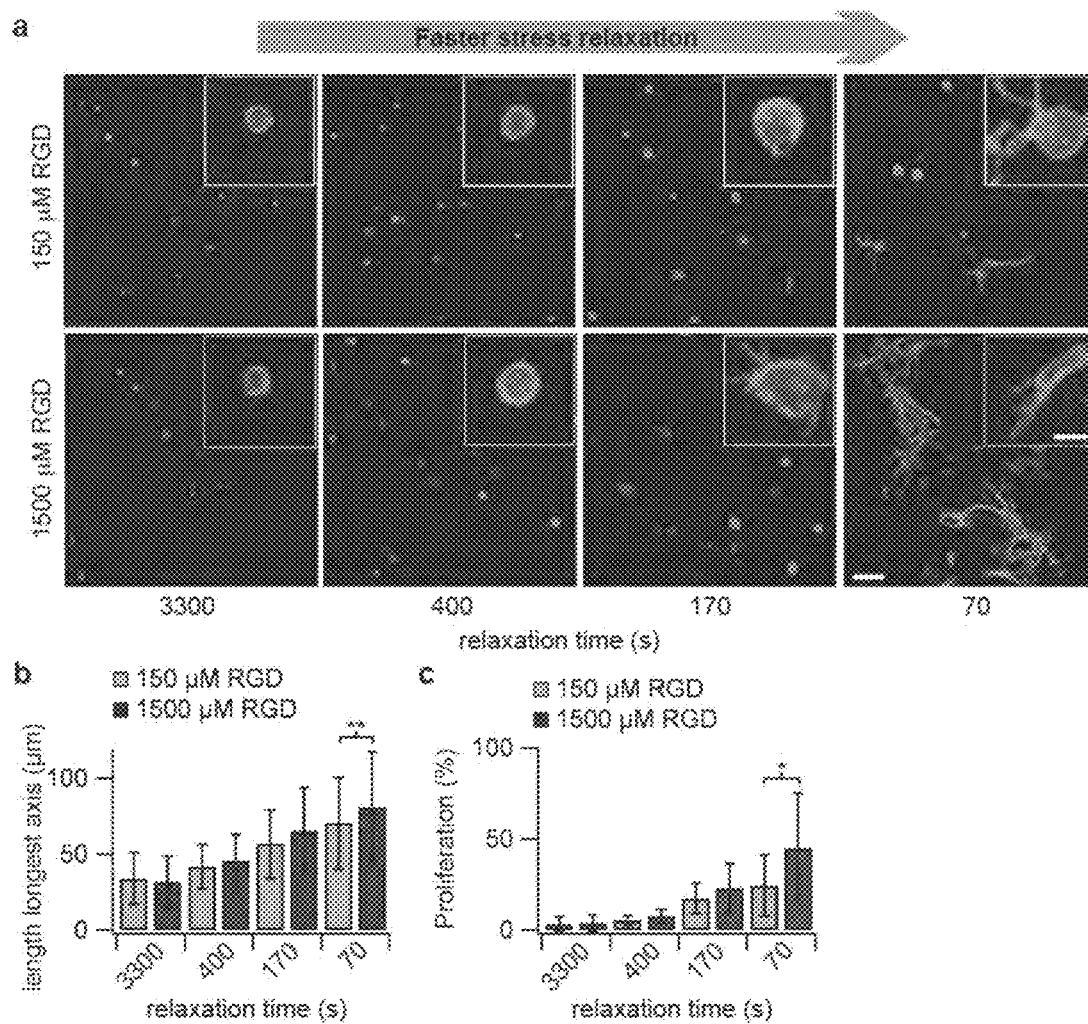 a
Faster stress relaxation
150 µM RGD
1500 µM RGD
3300 400 170 70
relaxation time (s)
b
150 µM RGD
1500 µM RGD
length longest axis (µm)
100
50
0
**
3300 400 170 70
relaxation time (s)
c
150 µM RGD
1500 µM RGD
Proliferation (%)
100
50
0
*
3300 400 170 70
relaxation time (s)